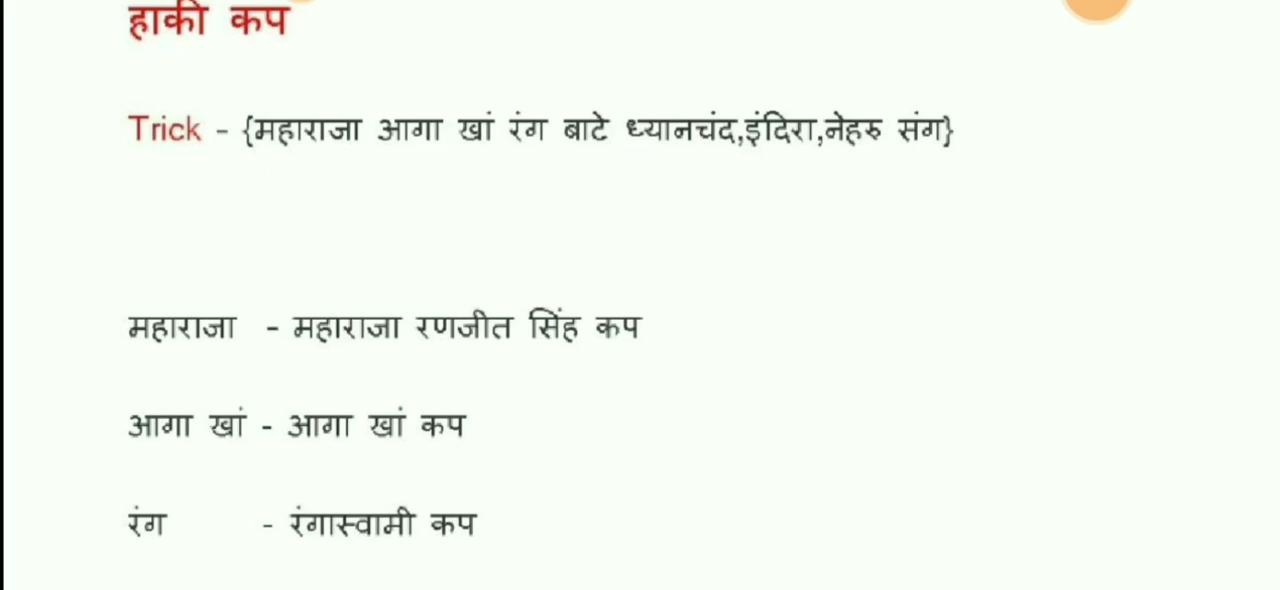 हाकी कप
Trick - {महाराजा आगा खां रंग बाटे ध्यानचंद,इंदिरा,नेहरु संग}
महाराजा - महाराजा रणजीत सिंह कप
आगा खां - आगा खां कप
रंग - रंगास्वामी कप